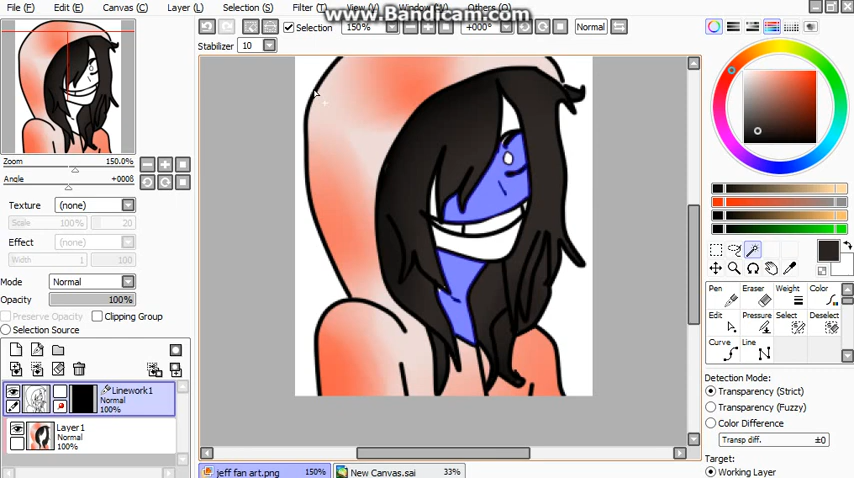 www.Bandicam.com
File (F) Edit (E) Canvas (C) Layer (L) Selection (S) Filter (T) Others (O)
Selection 150% +000° Normal
Stabilizer 10
Zoom 150.0%
Angle +000ß
Texture (none)
Scale 100% 20
Effect (none)
Width 1 100
Mode Normal
Opacity 100%
Preserve Opacity Clipping Group
Selection Source
Linework1
Normal
100%
Layer1
Normal
100%
Pen Eraser Weight Color
Edit Pressure Select Deselect
Curve Line
Detection Mode:
Transparency (Strict)
Transparency (Fuzzy)
Color Difference
Transp diff. ±0
Target:
Working Layer
jeff fan art.png 150% New Canvas.sai 33%